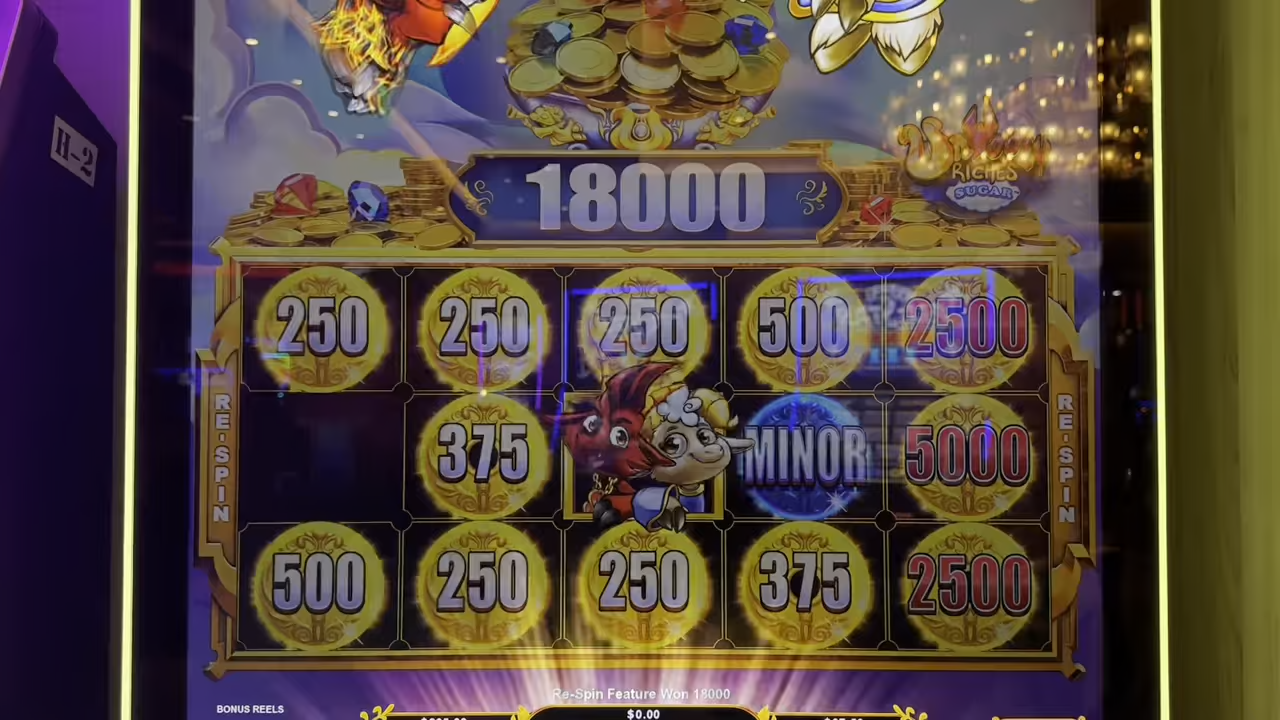 H-2
18000
RICHES
SUGAR
250 250 250 500 2500
RE-SPIN
375 MINOR 5000
RE-SPIN
500 250 250 375 2500
Re-Spin Feature Won 18000
BONUS REELS
$0.00